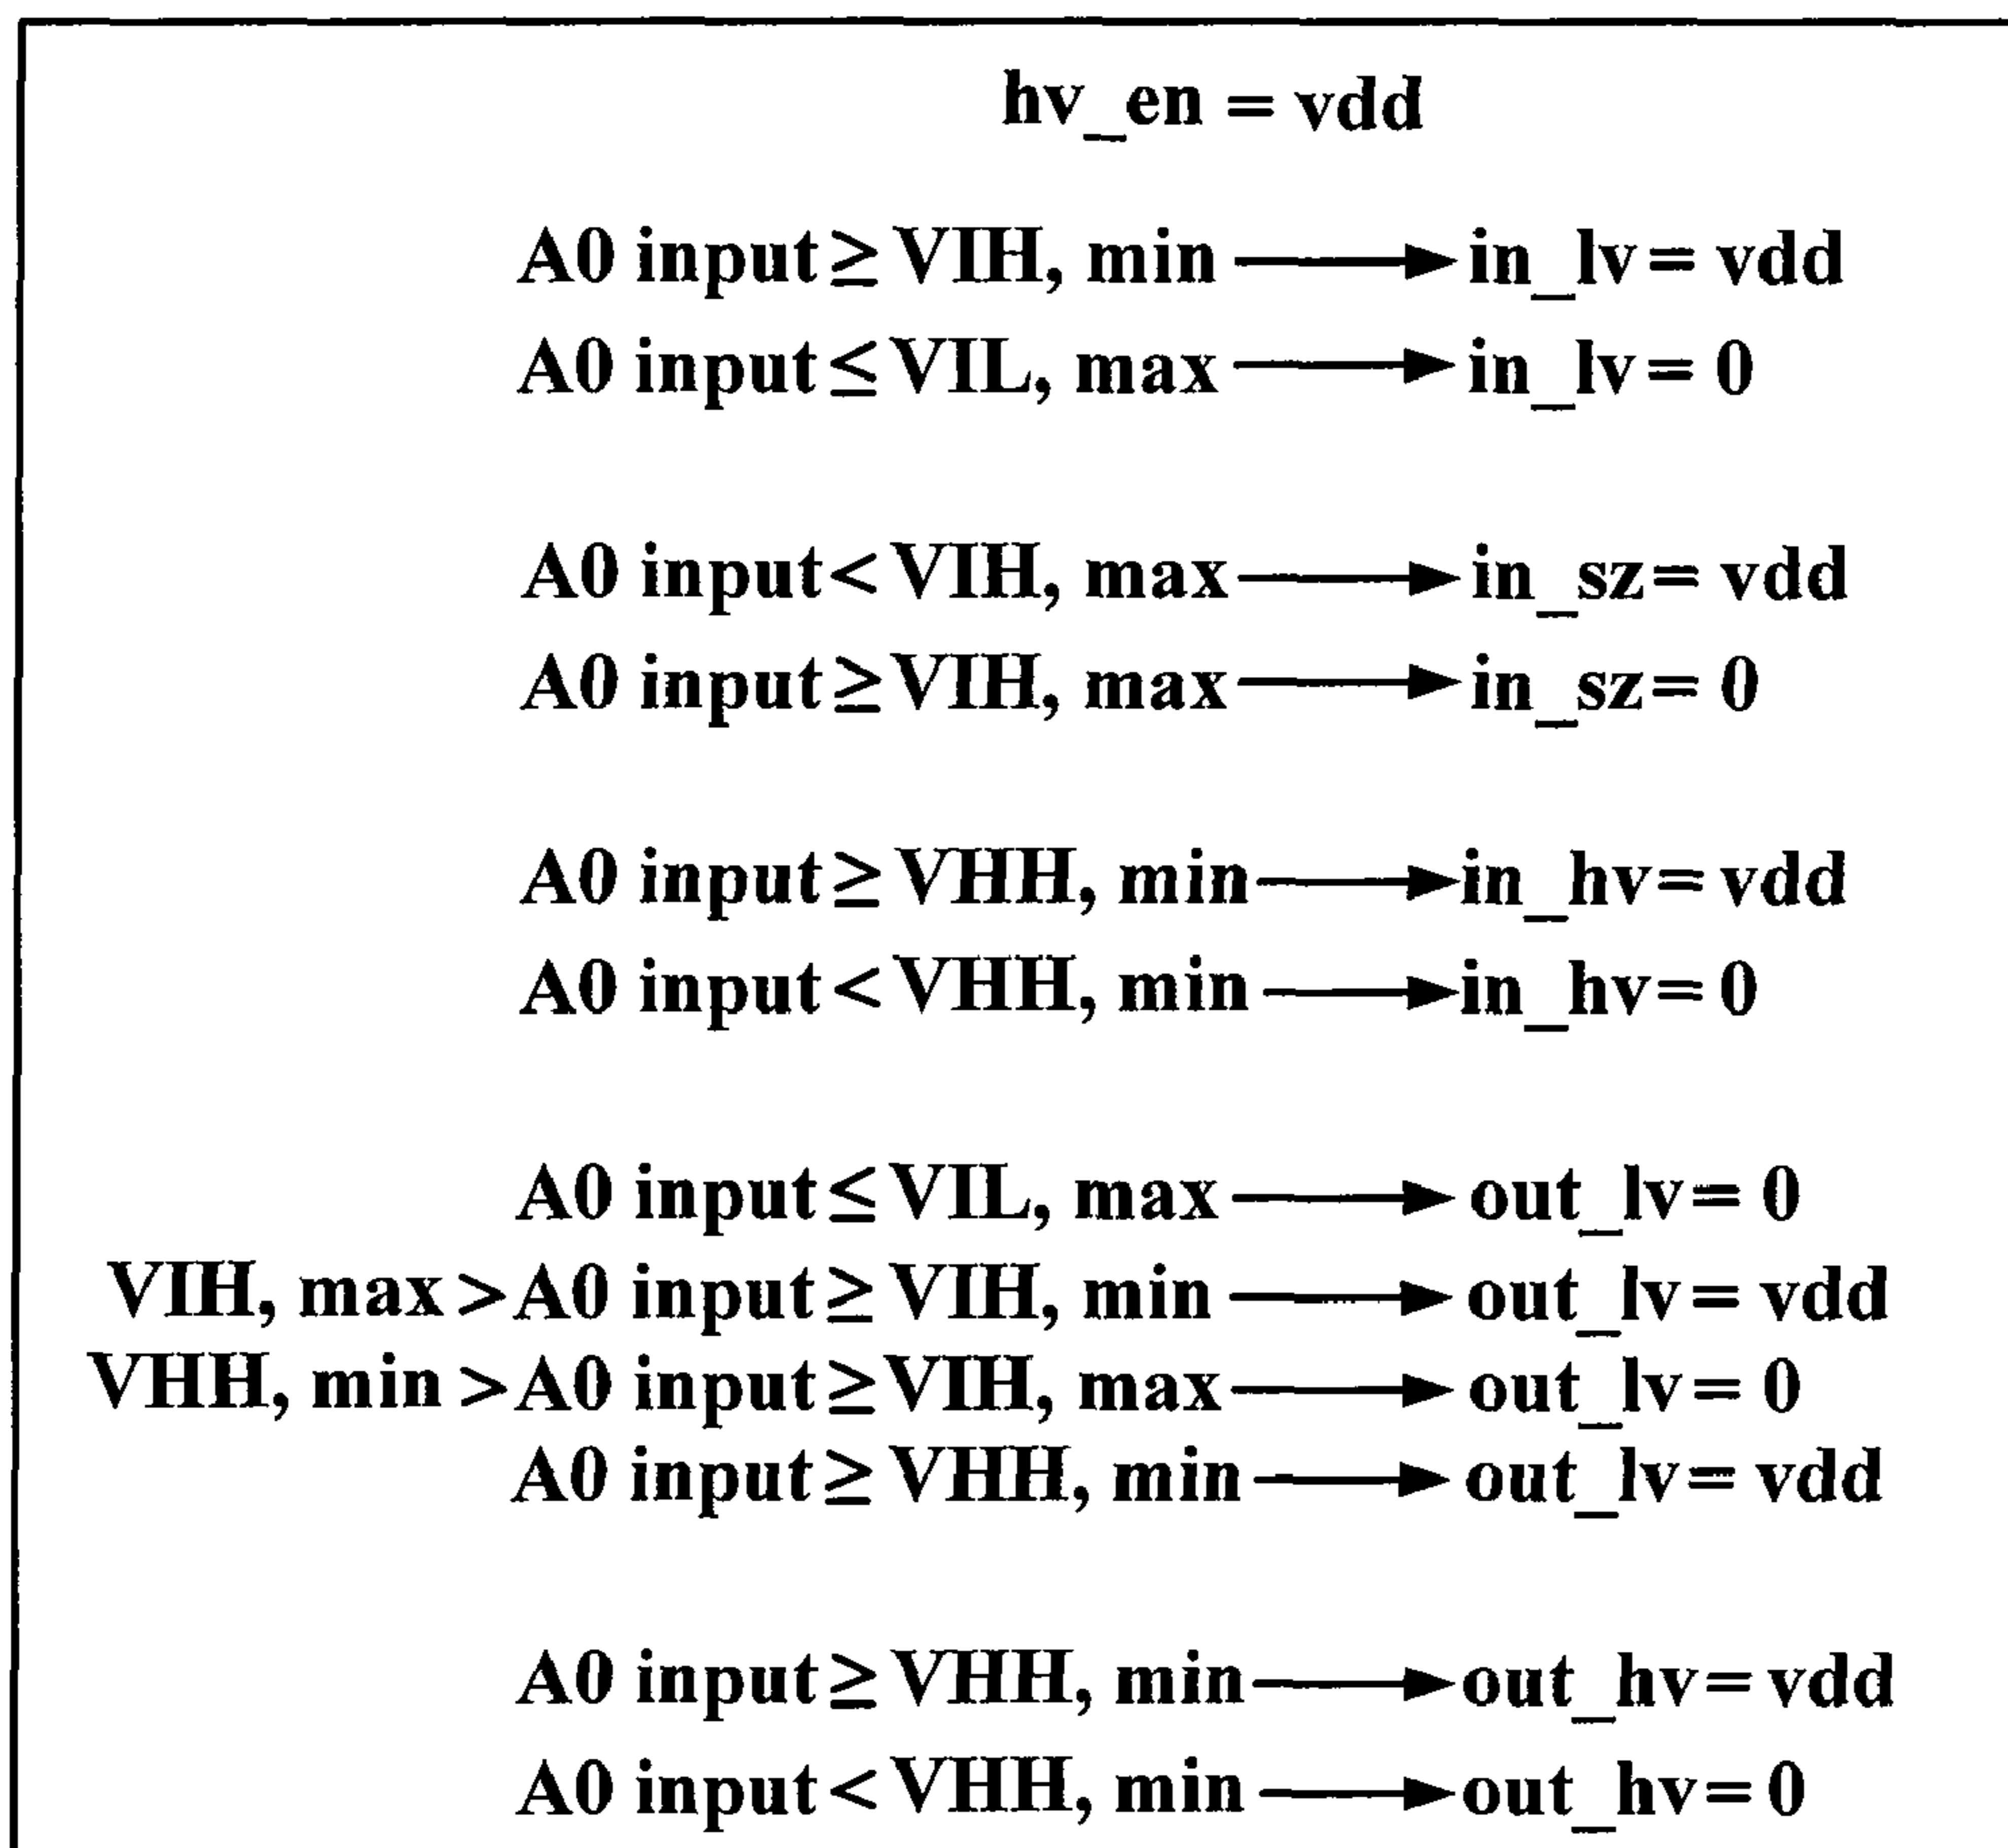 hv_en = vdd
A0 input ≥ VIH, min ⟶ in_lv = vdd
A0 input ≤ VIL, max ⟶ in_lv = 0
A0 input < VIH, max ⟶ in_sz = vdd
A0 input ≥ VIH, max ⟶ in_sz = 0
A0 input ≥ VHH, min ⟶ in_hv = vdd
A0 input < VHH, min ⟶ in_hv = 0
A0 input ≤ VIL, max ⟶ out_lv = 0
VIH, max > A0 input ≥ VIH, min ⟶ out_lv = vdd
VHH, min > A0 input ≥ VIH, max ⟶ out_lv = 0
A0 input ≥ VHH, min ⟶ out_lv = vdd
A0 input ≥ VHH, min ⟶ out_hv = vdd
A0 input < VHH, min ⟶ out_hv = 0